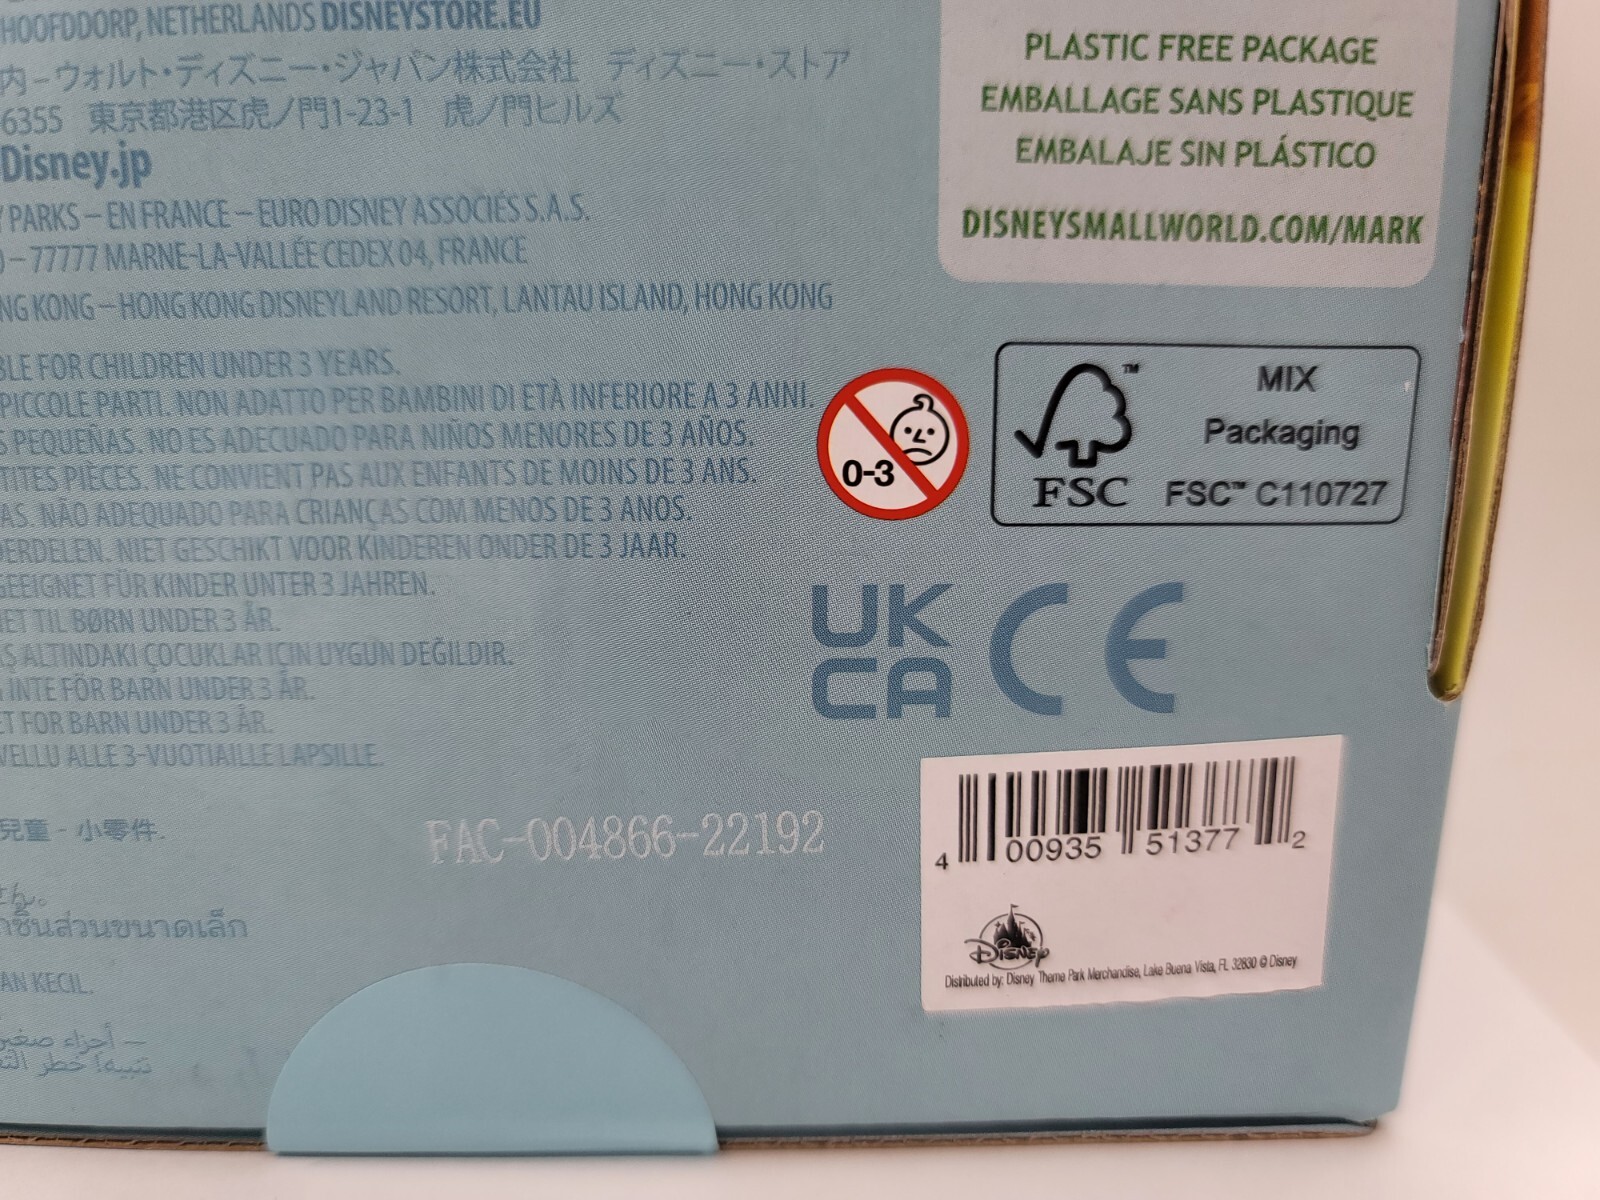 HOOFDDORP, NETHERLANDS DISNEYSTORE.EU
内－ウォルト・ディズニー・ジャパン株式会社 ディズニー・ストア
6355 東京都港区虎ノ門1-23-1 虎ノ門ヒルズ
Disney.jp
PARKS – EN FRANCE – EURO DISNEY ASSOCIÉS S.A.S.
– 77777 MARNE-LA-VALLÉE CEDEX 04, FRANCE
NG KONG – HONG KONG DISNEYLAND RESORT, LANTAU ISLAND, HONG KONG
BLE FOR CHILDREN UNDER 3 YEARS.
PICCOLE PARTI. NON ADATTO PER BAMBINI DI ETÀ INFERIORE A 3 ANNI.
S PEQUEÑAS. NO ES ADECUADO PARA NIÑOS MENORES DE 3 AÑOS.
TITES PIÈCES. NE CONVIENT PAS AUX ENFANTS DE MOINS DE 3 ANS.
AS. NÃO ADEQUADO PARA CRIANÇAS COM MENOS DE 3 ANOS.
DERDELEN. NIET GESCHIKT VOOR KINDEREN ONDER DE 3 JAAR.
GEEIGNET FÜR KINDER UNTER 3 JAHREN.
ET TIL BØRN UNDER 3 ÅR.
Ş ALTINDAKİ ÇOCUKLAR İÇİN UYGUN DEĞİLDİR.
INTE FÖR BARN UNDER 3 ÅR.
ET FOR BARN UNDER 3 ÅR.
VELLU ALLE 3-VUOTIAILLE LAPSILLE.
兒童 - 小零件.
せん。
ชิ้นส่วนขนาดเล็ก
AN KECIL.
أجزاء صغير –
تنبيه! خطر
FAC-004866-22192
PLASTIC FREE PACKAGE
EMBALLAGE SANS PLASTIQUE
EMBALAJE SIN PLÁSTICO
DISNEYSMALLWORLD.COM/MARK
0-3
FSC
MIX
Packaging
FSC™ C110727
UK
CA
CE
4 00935 51377 2
Disney
Distributed by: Disney Theme Park Merchandise, Lake Buena Vista, FL 32830 © Disney